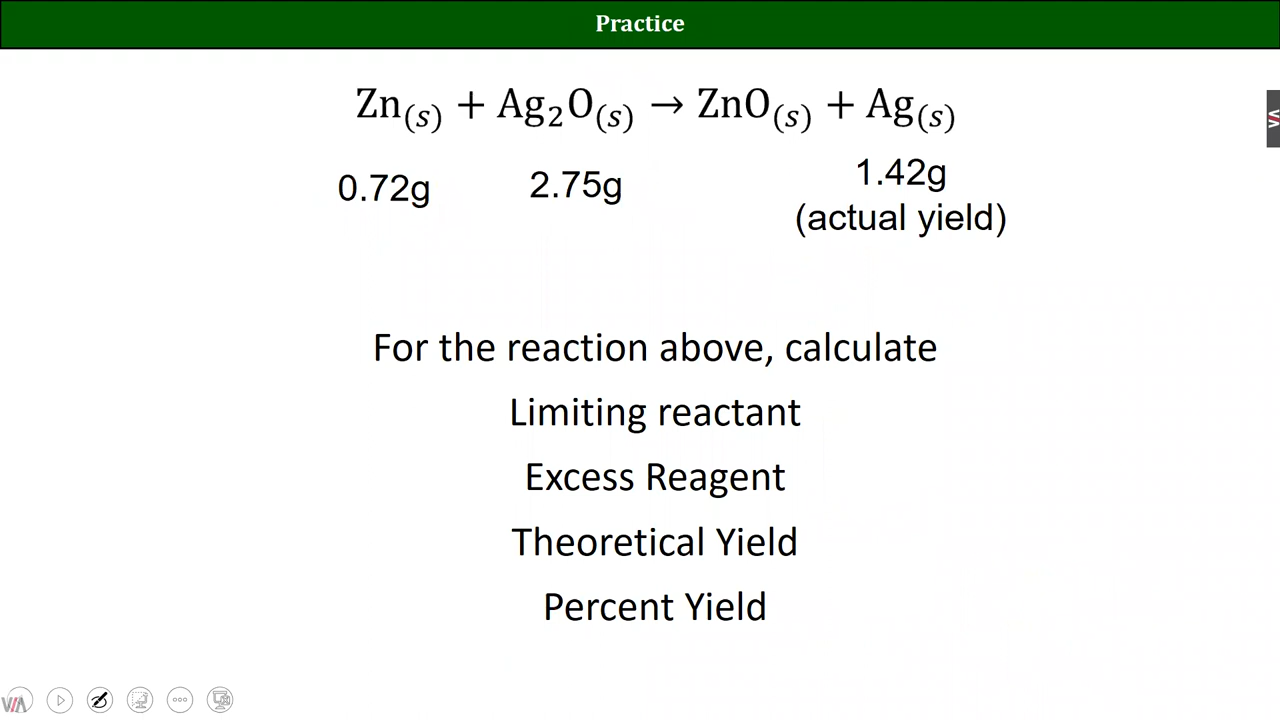 Practice
Zn(s) + Ag₂O(s) → ZnO(s) + Ag(s)
0.72g 2.75g 1.42g
(actual yield)
For the reaction above, calculate
Limiting reactant
Excess Reagent
Theoretical Yield
Percent Yield